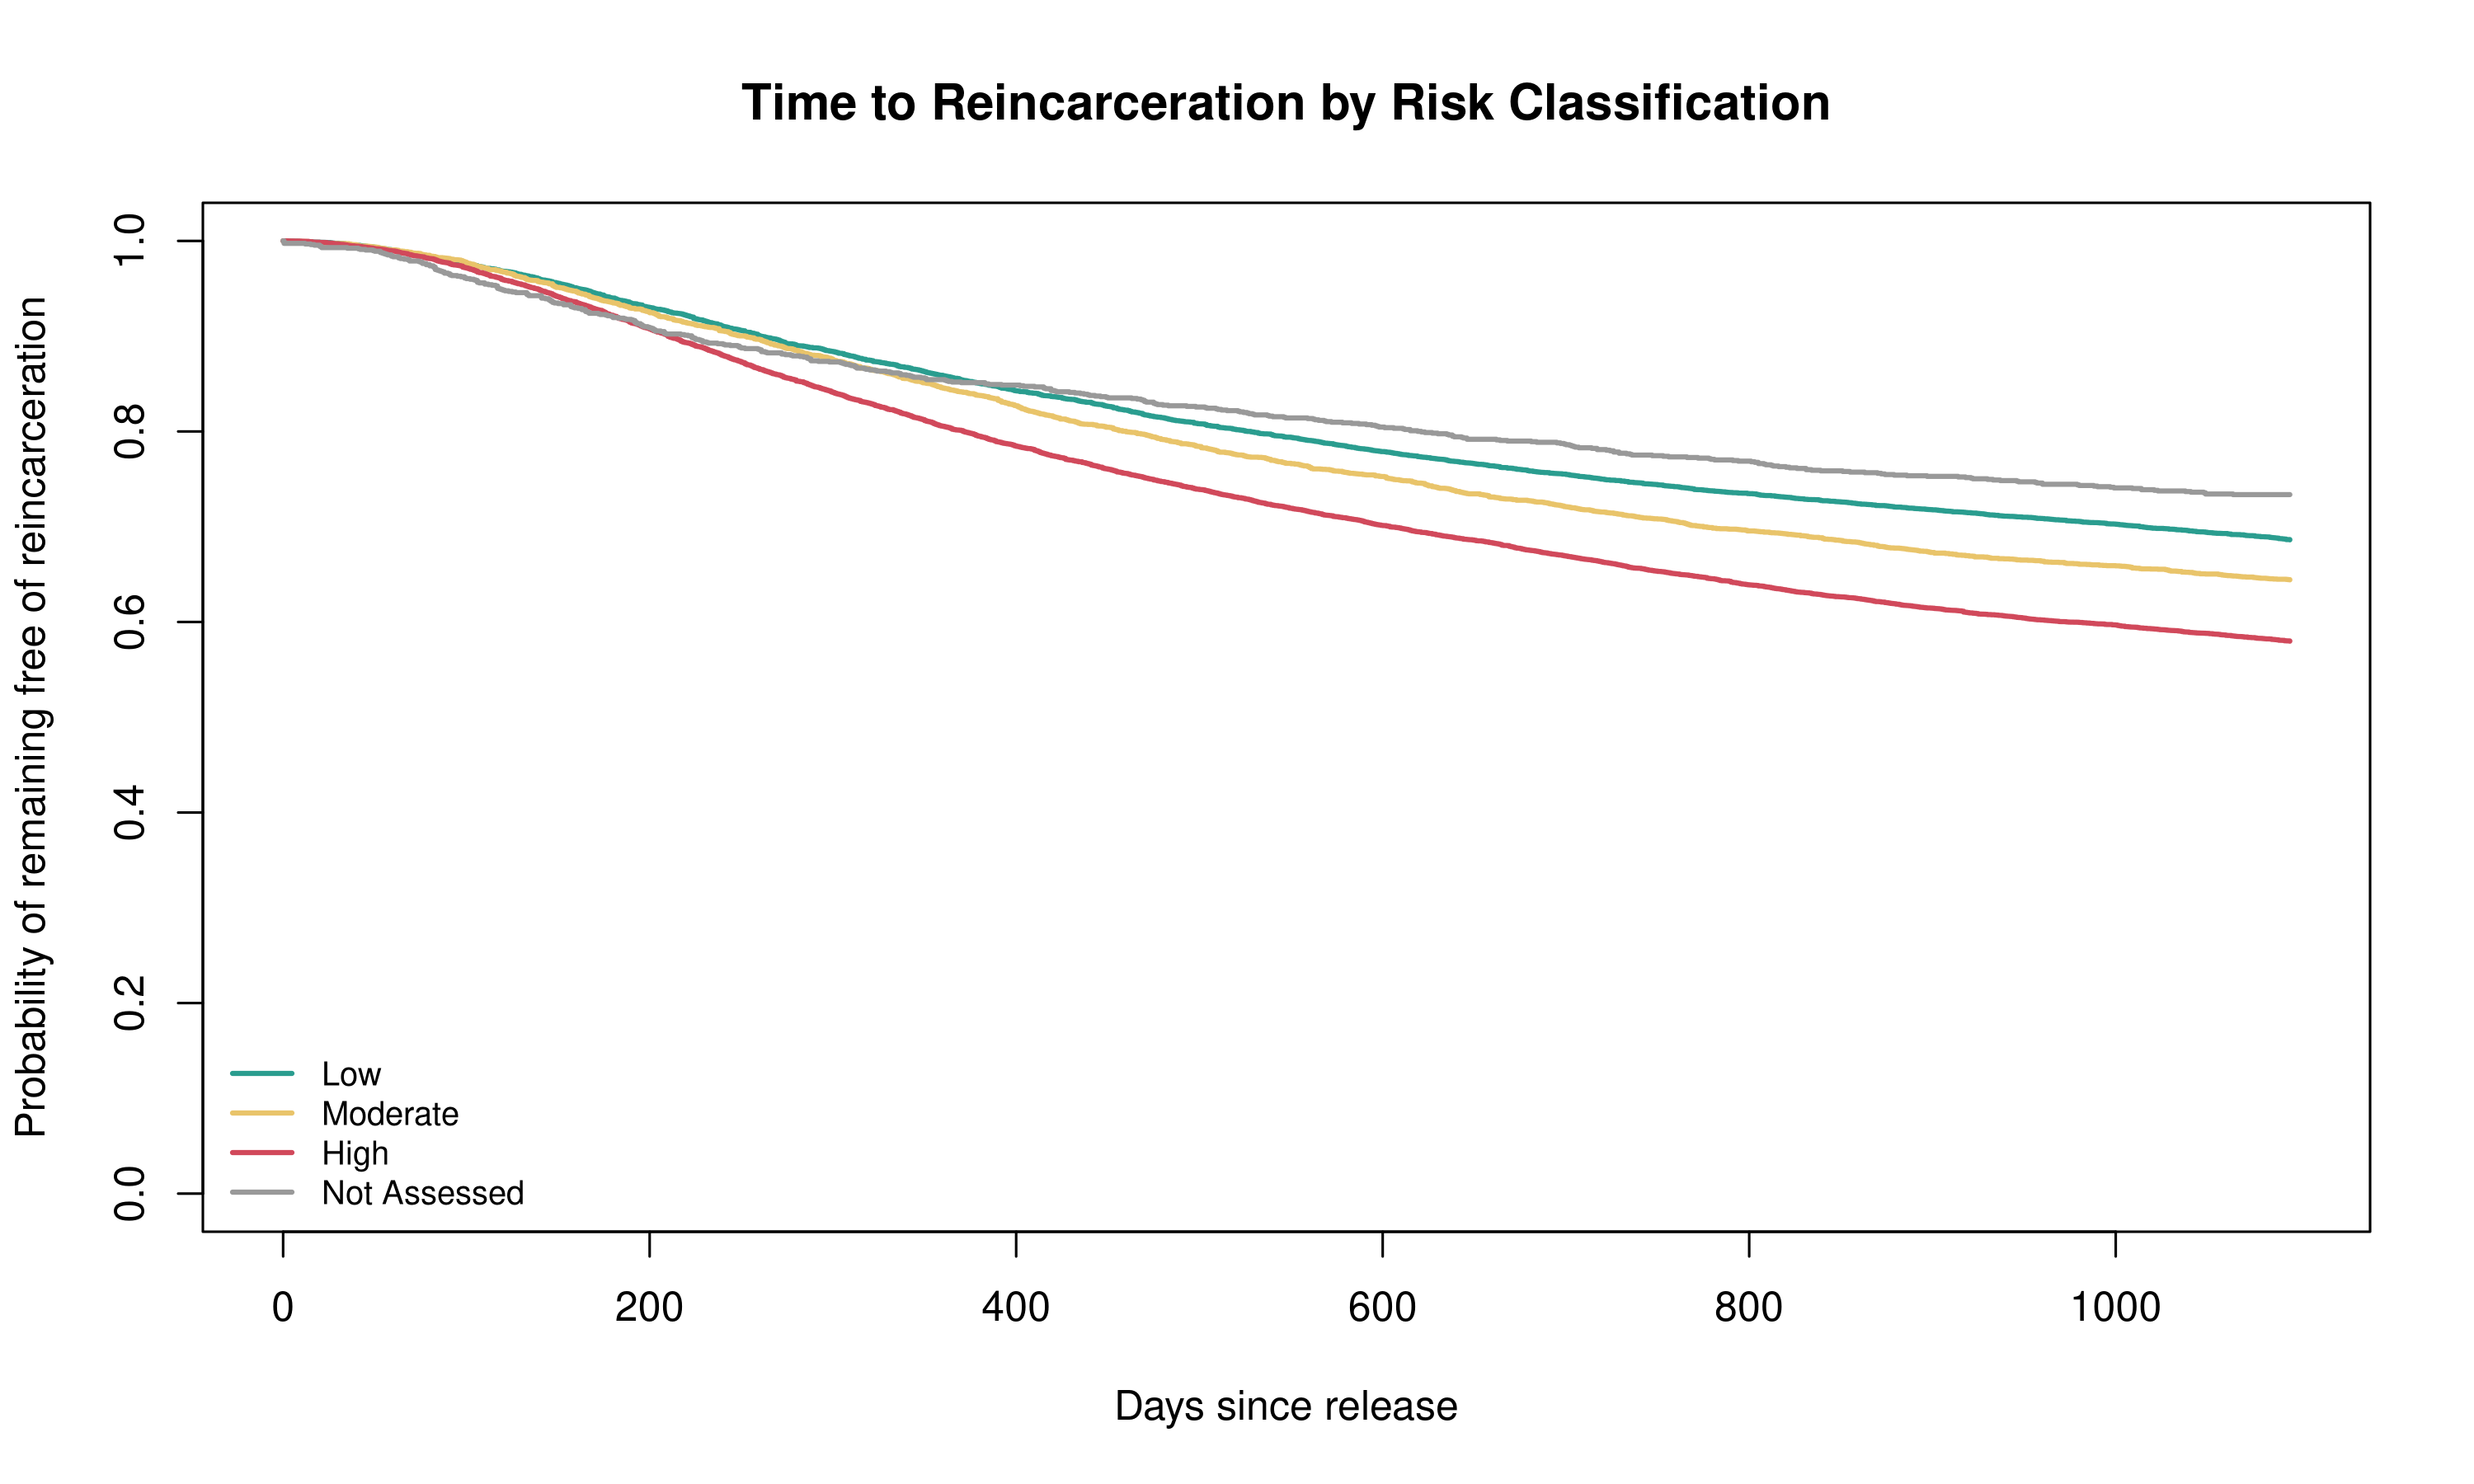 Time to Reincarceration by Risk Classification
Probability of remaining free of reincarceration
1.0
0.8
0.6
0.4
0.2
0.0
Low
Moderate
High
Not Assessed
0 200 400 600 800 1000
Days since release